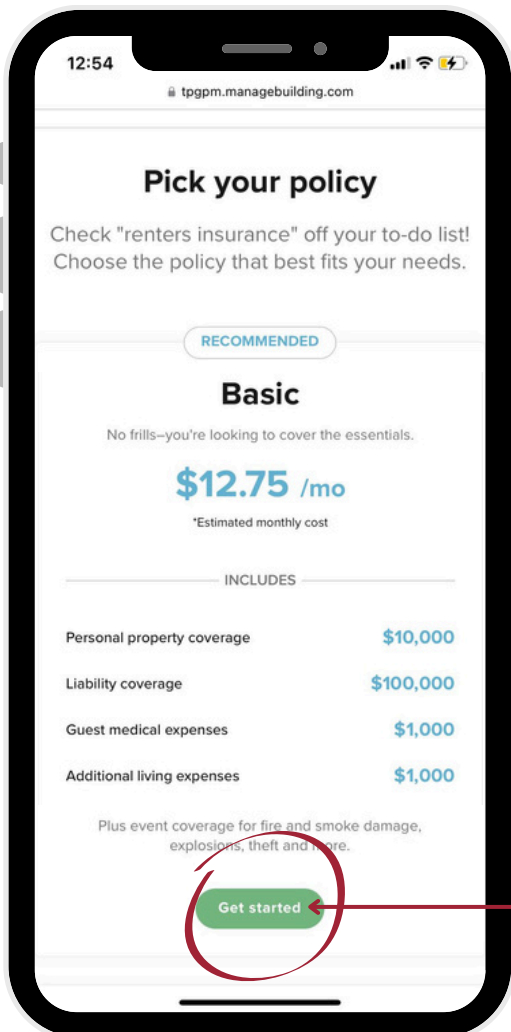 12:54
tpgpm.managebuilding.com
Pick your policy
Check "renters insurance" off your to-do list!
Choose the policy that best fits your needs.
RECOMMENDED
Basic
No frills–you're looking to cover the essentials.
$12.75 /mo
*Estimated monthly cost
INCLUDES
Personal property coverage $10,000
Liability coverage $100,000
Guest medical expenses $1,000
Additional living expenses $1,000
Plus event coverage for fire and smoke damage,
explosions, theft and more.
Get started